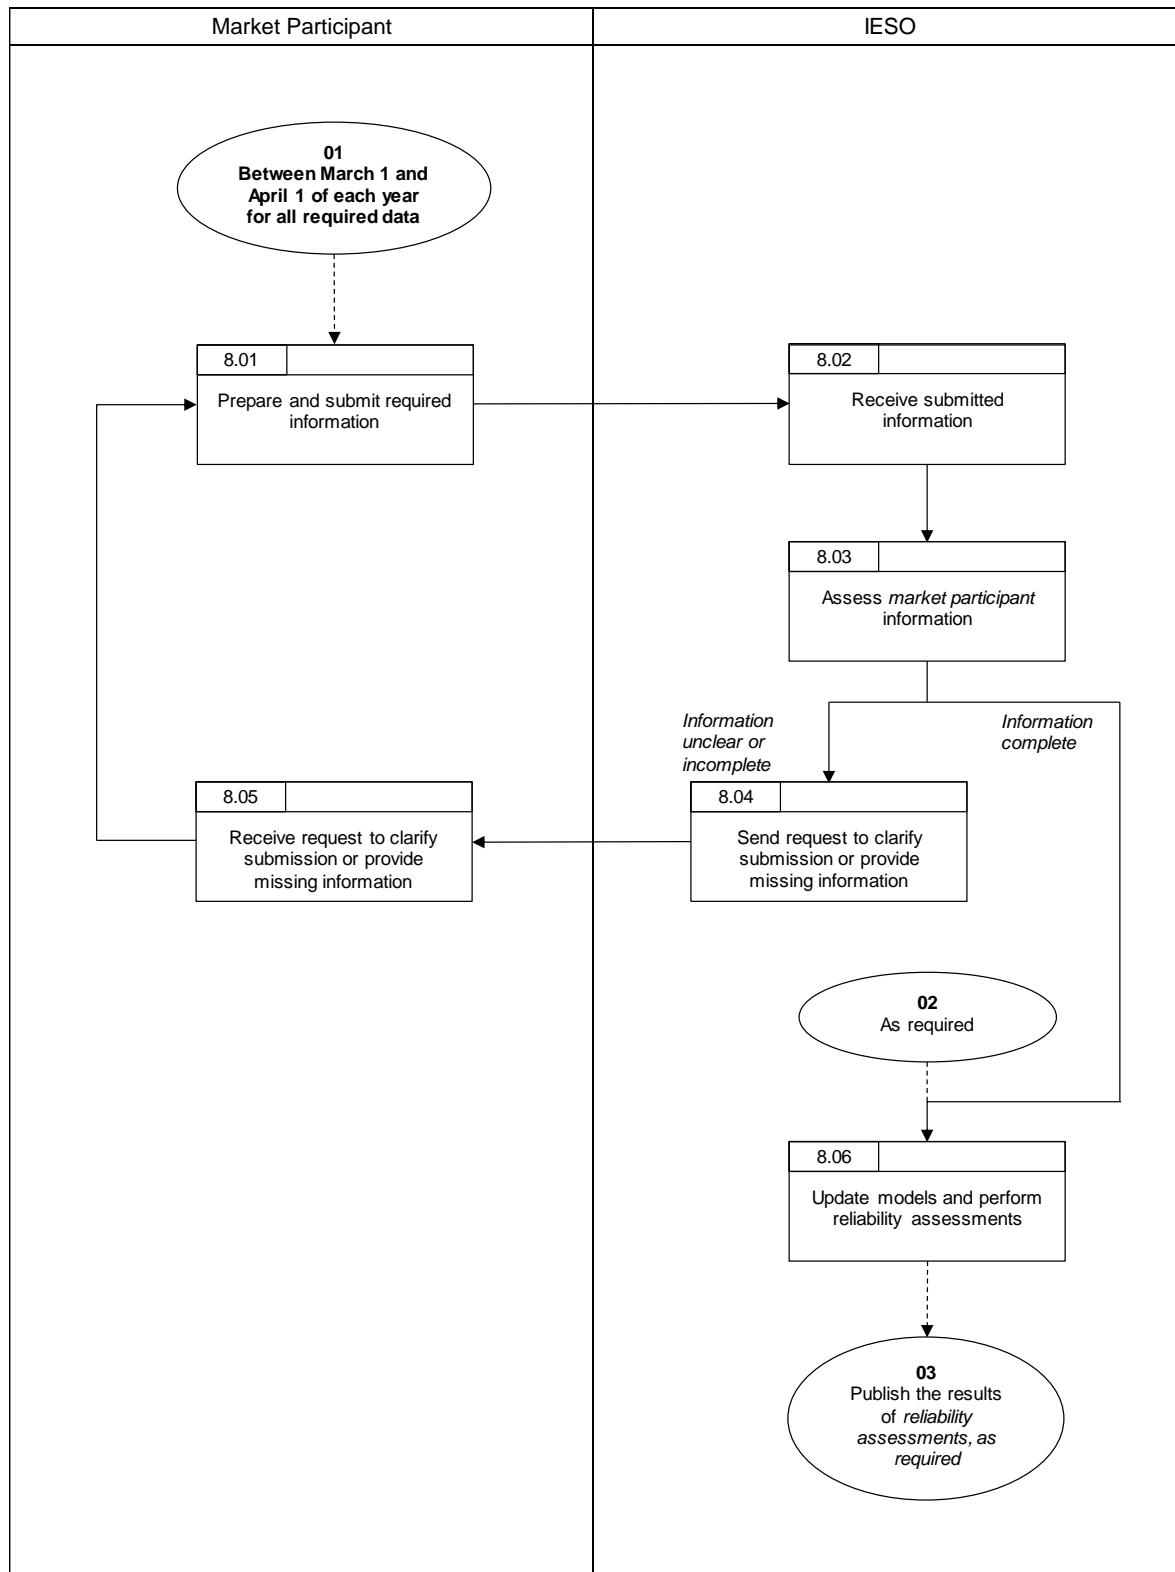 Market Participant
IESO
01
Between March 1 and
April 1 of each year
for all required data
8.01
Prepare and submit required
information
8.02
Receive submitted
information
8.03
Assess market participant
information
Information
unclear or
incomplete
Information
complete
8.05
Receive request to clarify
submission or provide
missing information
8.04
Send request to clarify
submission or provide
missing information
02
As required
8.06
Update models and perform
reliability assessments
03
Publish the results
of reliability
assessments, as
required